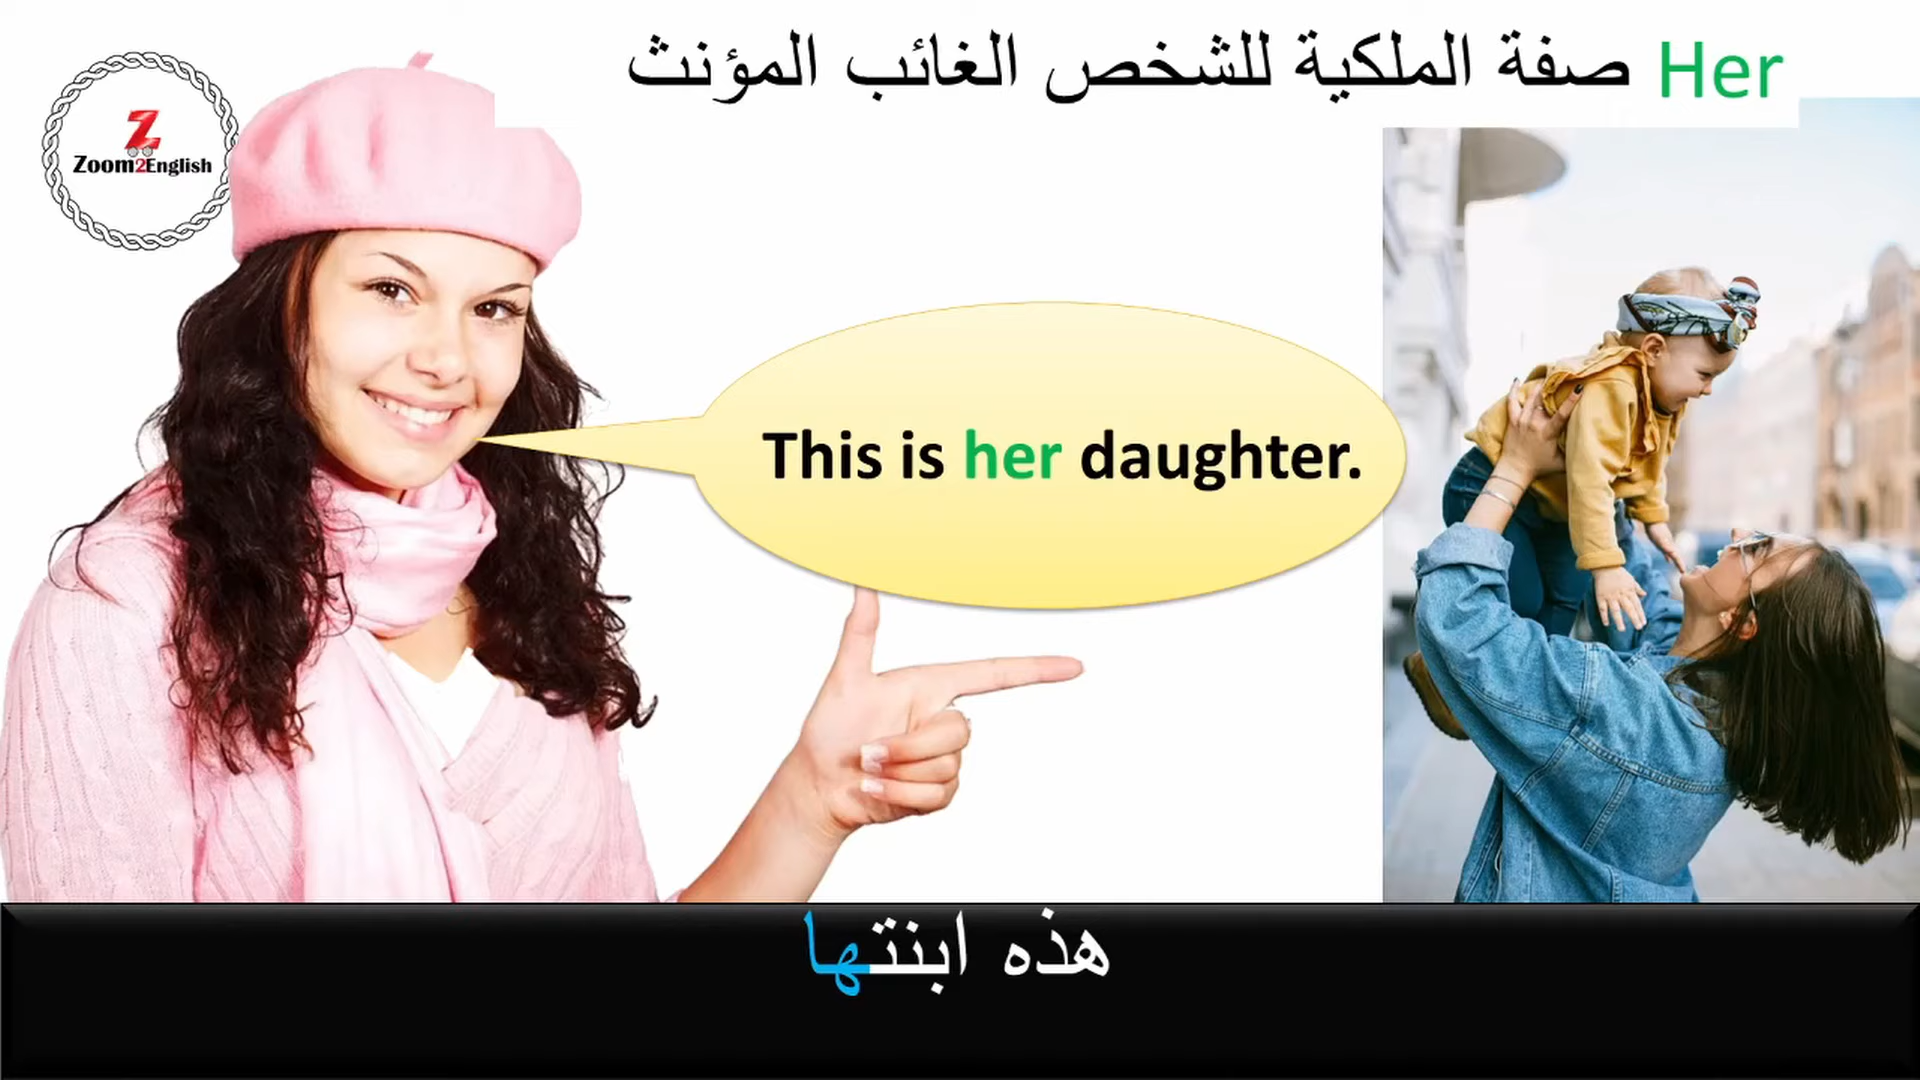 Her صفة الملكية للشخص الغائب المؤنث
Z
Zoom2English
This is her daughter.
هذه ابنتها